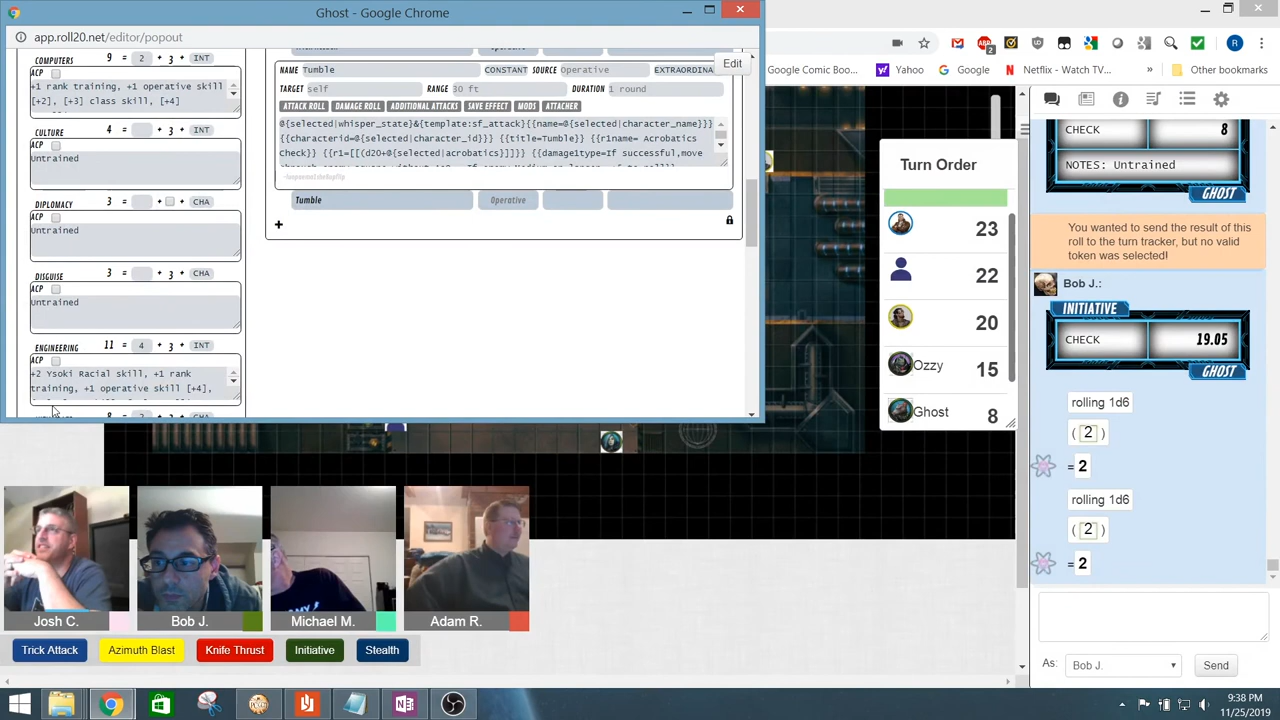 Ghost - Google Chrome
app.roll20.net/editor/popout
COMPUTERS 9 = 2 + 3 + INT
ACP
+1 rank training, +1 operative skill
[+2], [+3] class skill, [+4]
CULTURE 4 = + 3 + INT
ACP
Untrained
DIPLOMACY 3 = + 3 + CHA
ACP
Untrained
DISGUISE 3 = + 3 + CHA
ACP
Untrained
ENGINEERING 11 = 4 + 3 + INT
ACP
+2 Ysoki Racial skill, +1 rank
training, +1 operative skill [+4],
Operative
Edit
NAME Tumble CONSTANT SOURCE Operative EXTRAORDINA
TARGET self RANGE 30 ft DURATION 1 round
ATTACK ROLL DAMAGE ROLL ADDITIONAL ATTACKS SAVE EFFECT MODS ATTACHER
@{selected|whisper_state}&{template:sf_attack}{{name=@{selected|character_name}}}
{{characterid=@{selected|character_id}}} {{title=Tumble}} {{r1name= Acrobatics
Check}} {{r1=[[d20+@{selected|acrobatics}]]}} {{damagetype=If successful,move
Tumble Operative
+
Google Comic Boo... Yahoo Google Netflix - Watch TV... » Other bookmarks
Turn Order
23
22
20
Ozzy 15
Ghost 8
CHECK 8
NOTES: Untrained
GHOST
You wanted to send the result of this
roll to the turn tracker, but no valid
token was selected!
Bob J.:
INITIATIVE
CHECK 19.05
GHOST
rolling 1d6
( 2 )
= 2
rolling 1d6
( 2 )
= 2
As: Bob J. Send
Josh C. Bob J. Michael M. Adam R.
Trick Attack Azimuth Blast Knife Thrust Initiative Stealth
9:38 PM
11/25/2019